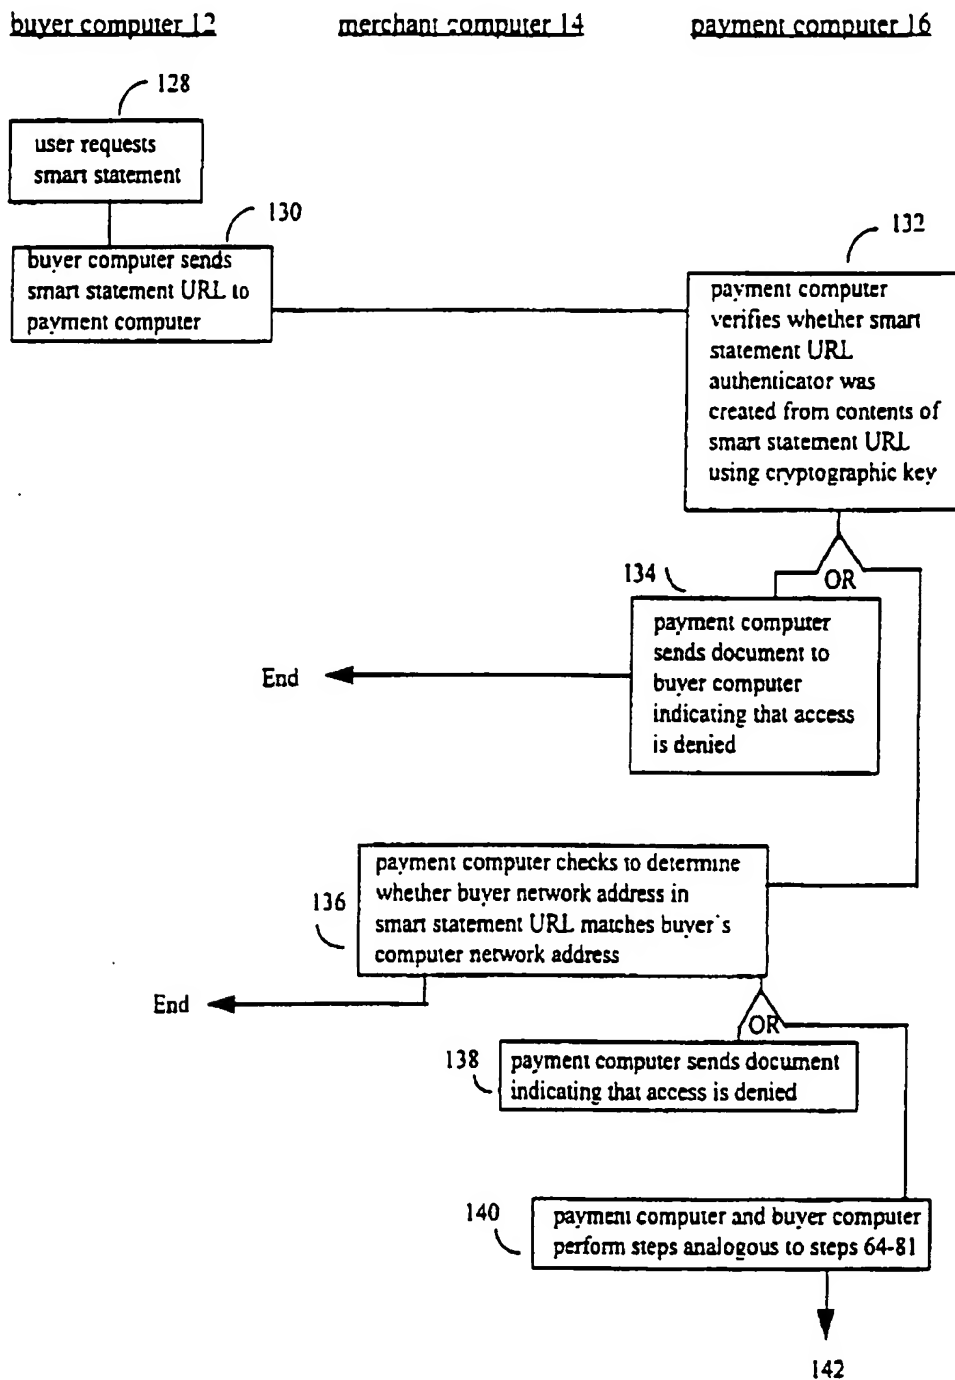 buyer computer 12
merchant computer 14
payment computer 16
128
user requests
smart statement
130
buyer computer sends
smart statement URL to
payment computer
132
payment computer
verifies whether smart
statement URL
authenticator was
created from contents of
smart statement URL
using cryptographic key
OR
134
payment computer
sends document to
buyer computer
indicating that access
is denied
End
136
payment computer checks to determine
whether buyer network address in
smart statement URL matches buyer's
computer network address
End
OR
138
payment computer sends document
indicating that access is denied
140
payment computer and buyer computer
perform steps analogous to steps 64-81
142